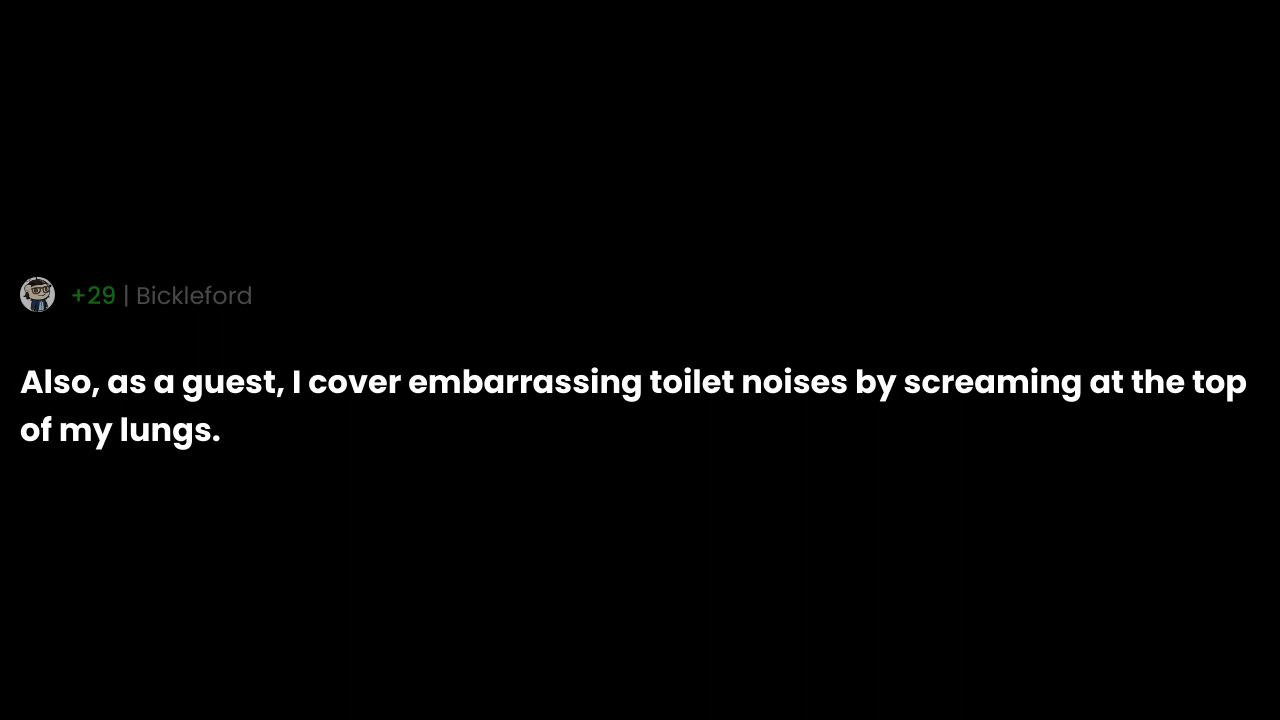 +29 | Bickleford
Also, as a guest, I cover embarrassing toilet noises by screaming at the top
of my lungs.